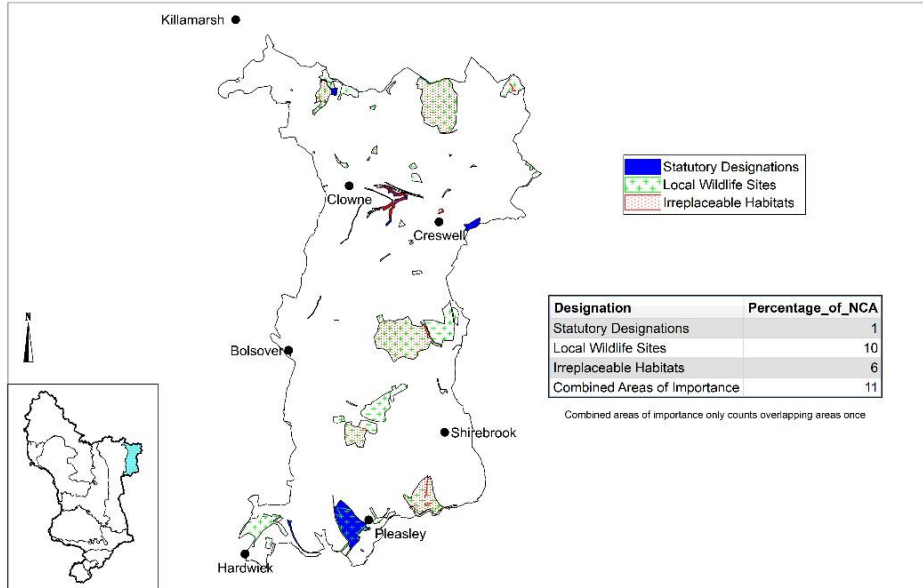 Killamarsh
Statutory Designations
Local Wildlife Sites
Irreplaceable Habitats
Clowne
Creswell
N
Designation Percentage_of_NCA
Statutory Designations 1
Local Wildlife Sites 10
Irreplaceable Habitats 6
Combined Areas of Importance 11
Combined areas of importance only counts overlapping areas once
Bolsover
Shirebrook
Pleasley
Hardwick